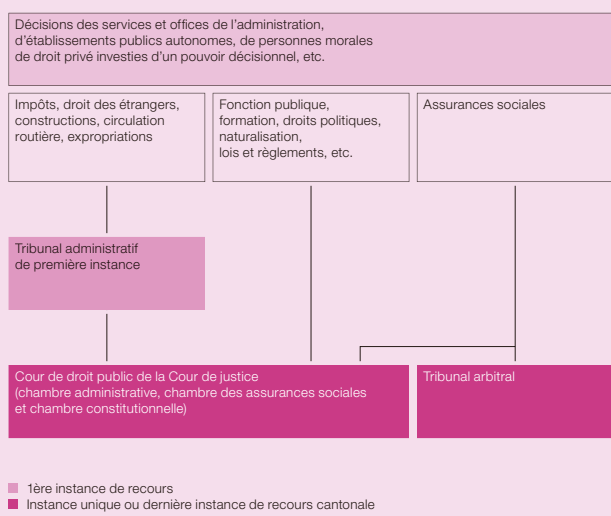 Décisions des services et offices de l'administration,
d'établissements publics autonomes, de personnes morales
de droit privé investies d'un pouvoir décisionnel, etc.
Impôts, droit des étrangers,
constructions, circulation
routière, expropriations
Fonction publique,
formation, droits politiques,
naturalisation,
lois et règlements, etc.
Assurances sociales
Tribunal administratif
de première instance
Cour de droit public de la Cour de justice
(chambre administrative, chambre des assurances sociales
et chambre constitutionnelle)
Tribunal arbitral
1ère instance de recours
Instance unique ou dernière instance de recours cantonale